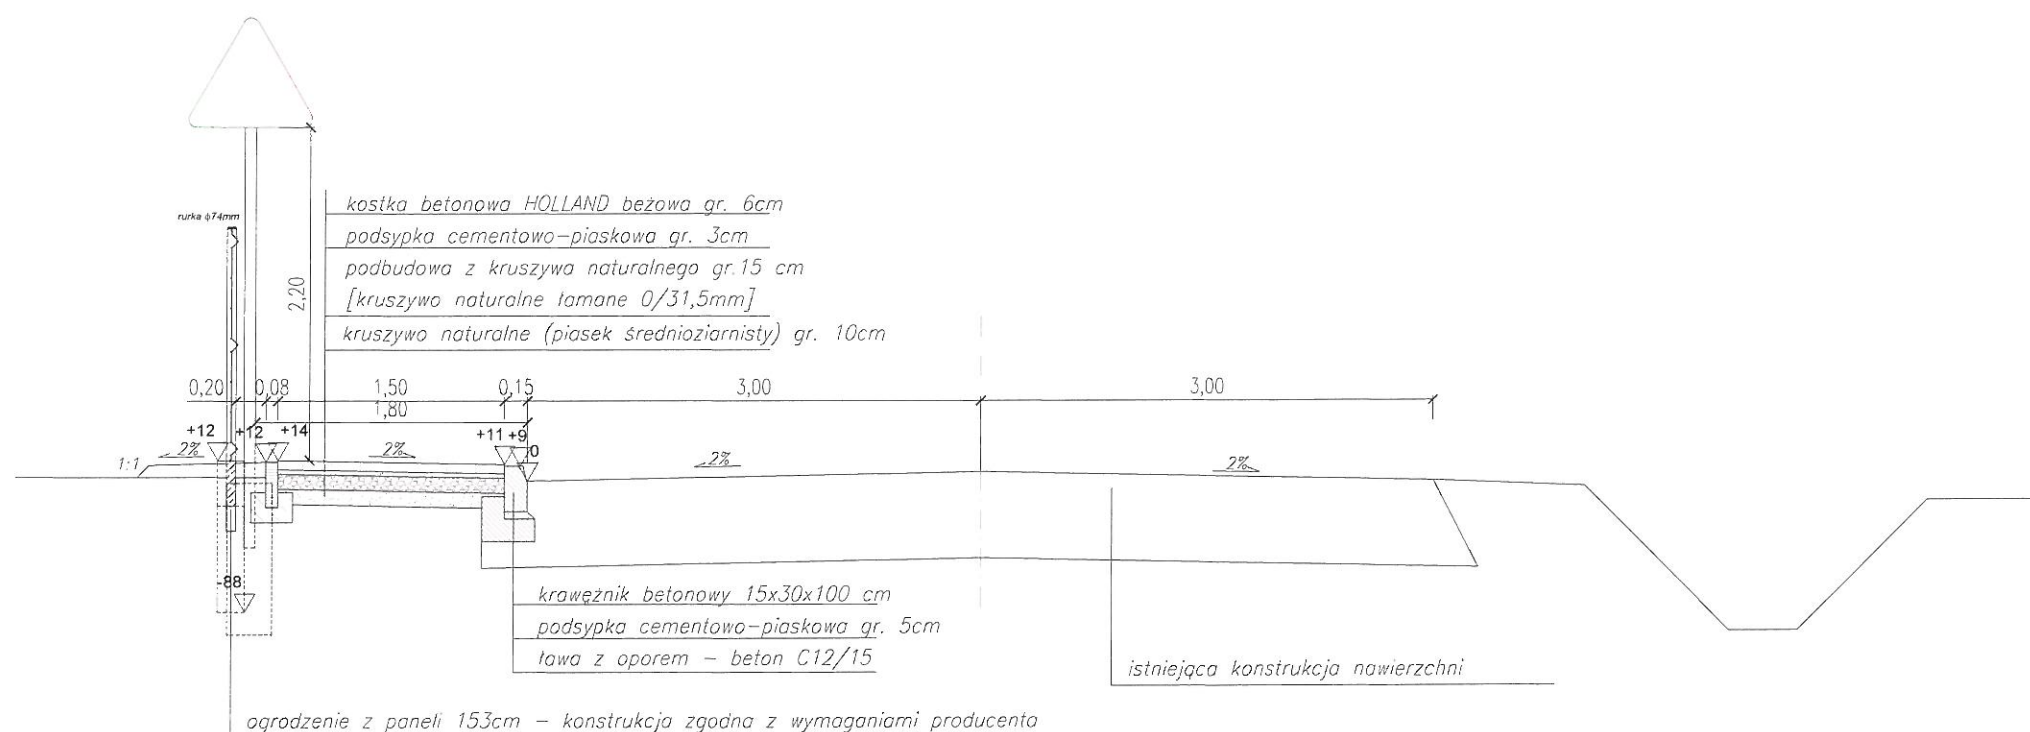 rurka ϕ74mm
kostka betonowa HOLLAND beżowa gr. 6cm
podsypka cementowo-piaskowa gr. 3cm
podbudowa z kruszywa naturalnego gr.15 cm
[kruszywo naturalne łamane 0/31,5mm]
kruszywo naturalne (piasek średnioziarnisty) gr. 10cm
2,20
0,20 0,08 1,50 0,15 3,00 3,00
1,80
+12 +12 +14 +11 +9 0
1:1 2% 2% 2% 2%
-88
krawężnik betonowy 15x30x100 cm
podsypka cementowo-piaskowa gr. 5cm
ława z oporem - beton C12/15
istniejąca konstrukcja nawierzchni
ogrodzenie z paneli 153cm - konstrukcja zgodna z wymaganiami producenta